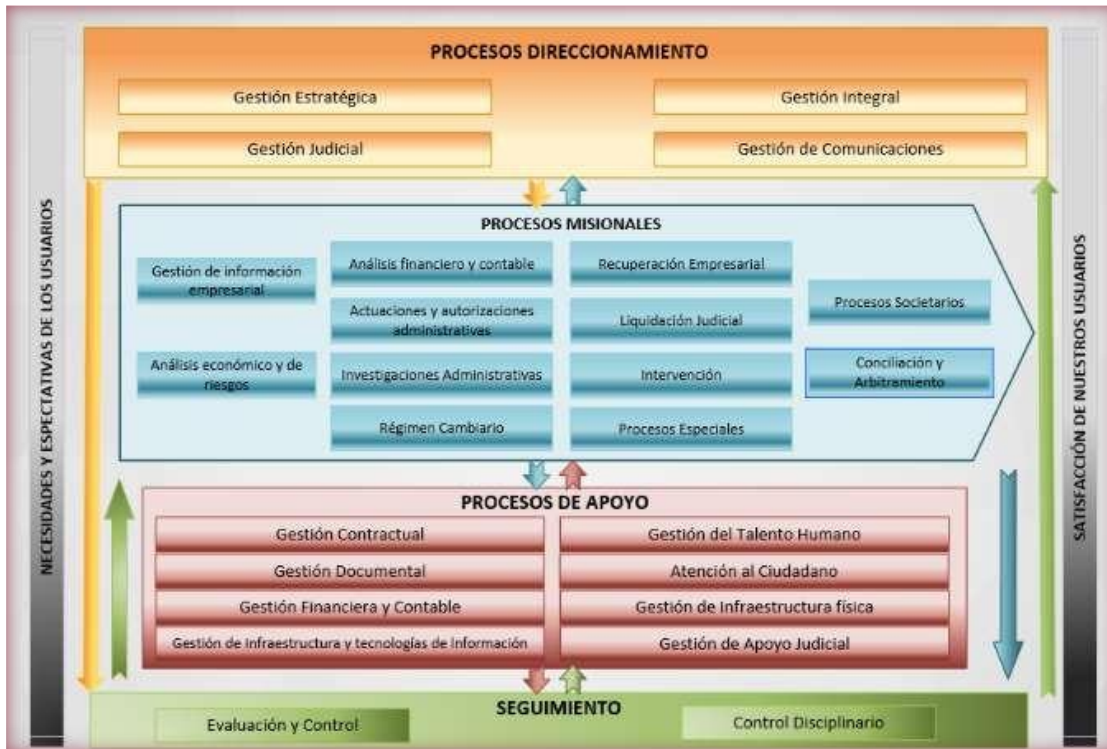 PROCESOS DIRECCIONAMIENTO
Gestión Estratégica
Gestión Integral
Gestión Judicial
Gestión de Comunicaciones
NECESIDADES Y ESPECTATIVAS DE LOS USUARIOS
PROCESOS MISIONALES
Gestión de información
empresarial
Análisis económico y de
riesgos
Análisis financiero y contable
Actuaciones y autorizaciones
administrativas
Investigaciones Administrativas
Régimen Cambiario
Recuperación Empresarial
Liquidación Judicial
Intervención
Procesos Especiales
Procesos Societarios
Conciliación y
Arbitramiento
SATISFACCIÓN DE NUESTROS USUARIOS
PROCESOS DE APOYO
Gestión Contractual
Gestión del Talento Humano
Gestión Documental
Atención al Ciudadano
Gestión Financiera y Contable
Gestión de Infraestructura física
Gestión de Infraestructura y tecnologías de Información
Gestión de Apoyo Judicial
SEGUIMIENTO
Evaluación y Control
Control Disciplinario